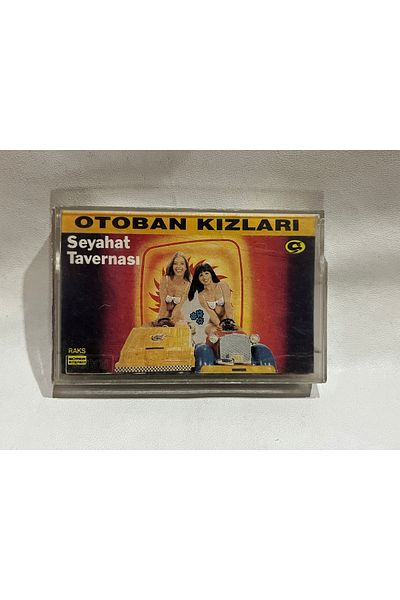 OTOBAN KIZLARI
Seyahat
Tavernası
RAKS